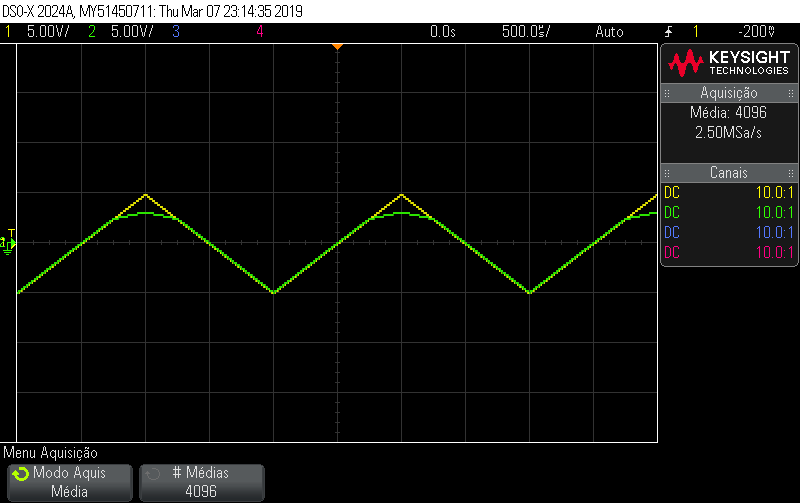 DSO-X 2024A, MY51450711: Thu Mar 07 23:14:35 2019
1 5.00V/ 2 5.00V/ 3 4 0.0s 500.0㎲/ Auto 1 -200㎷
KEYSIGHT
TECHNOLOGIES
Aquisição
Média: 4096
2.50MSa/s
Canais
DC 10.0:1
DC 10.0:1
DC 10.0:1
DC 10.0:1
T
Menu Aquisição
Modo Aquis
Média
# Médias
4096